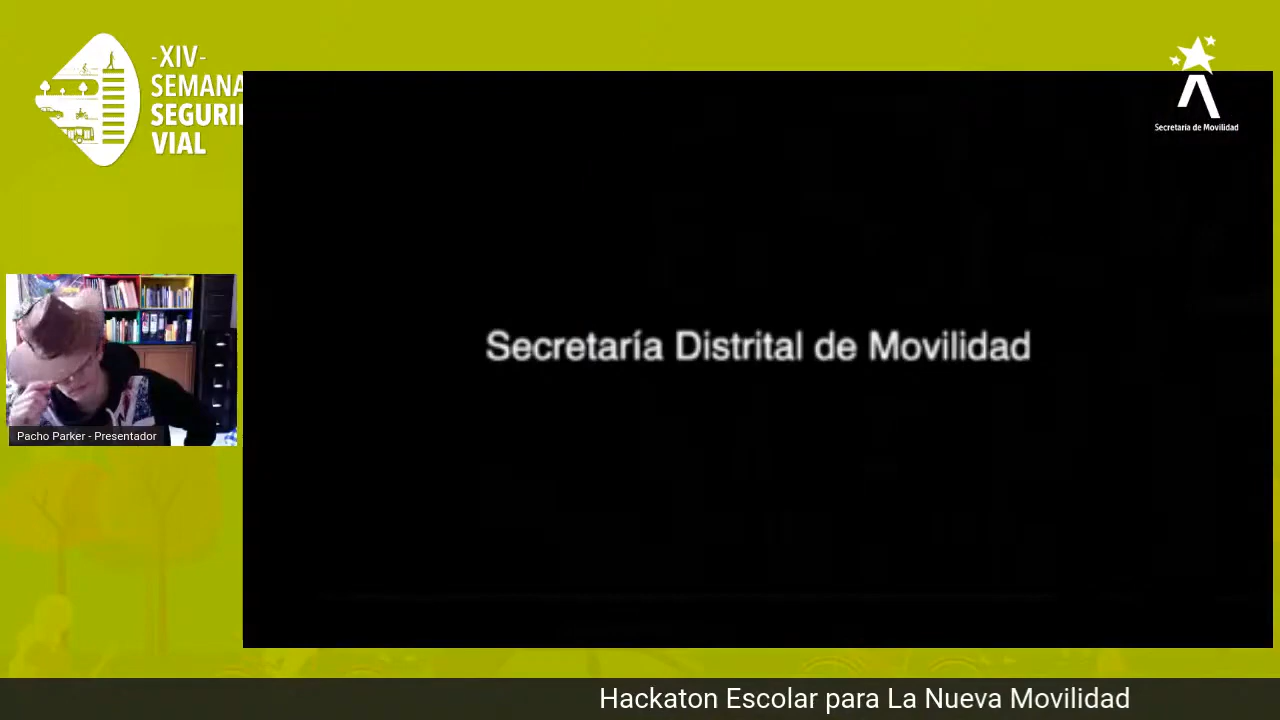 -XIV-
SEMANA
SEGURI
VIAL
Secretaría de Movilidad
Secretaría Distrital de Movilidad
Pacho Parker - Presentador
Hackaton Escolar para La Nueva Movilidad